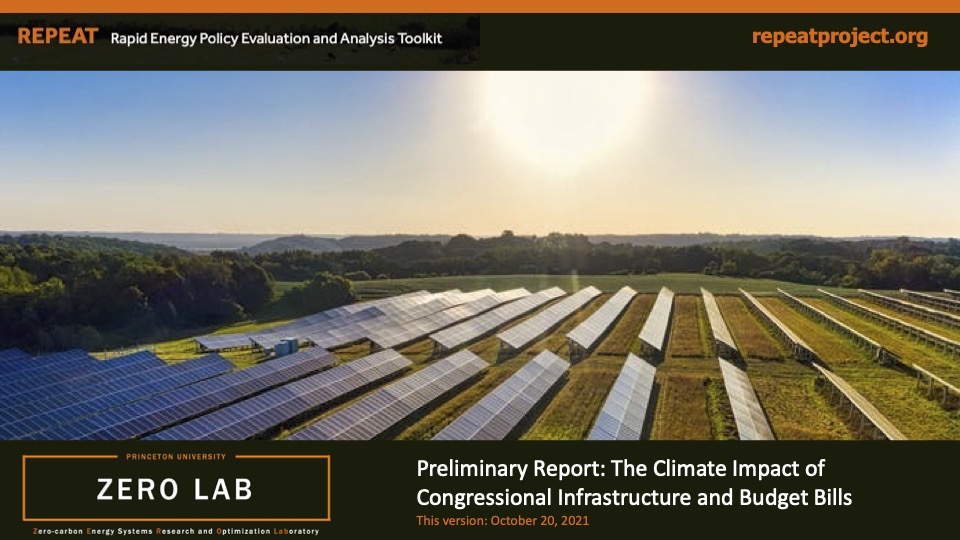 REPEAT Rapid Energy Policy Evaluation and Analysis Toolkit
repeatproject.org
PRINCETON UNIVERSITY
ZERO LAB
Zero-carbon Energy Systems Research and Optimization Laboratory
Preliminary Report: The Climate Impact of
Congressional Infrastructure and Budget Bills
This version: October 20, 2021